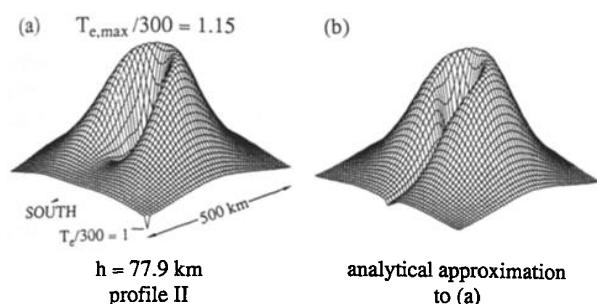 (a) T_e,max /300 = 1.15
(b)
SOUTH
500 km
T_e/300 = 1
h = 77.9 km
profile II
analytical approximation
to (a)